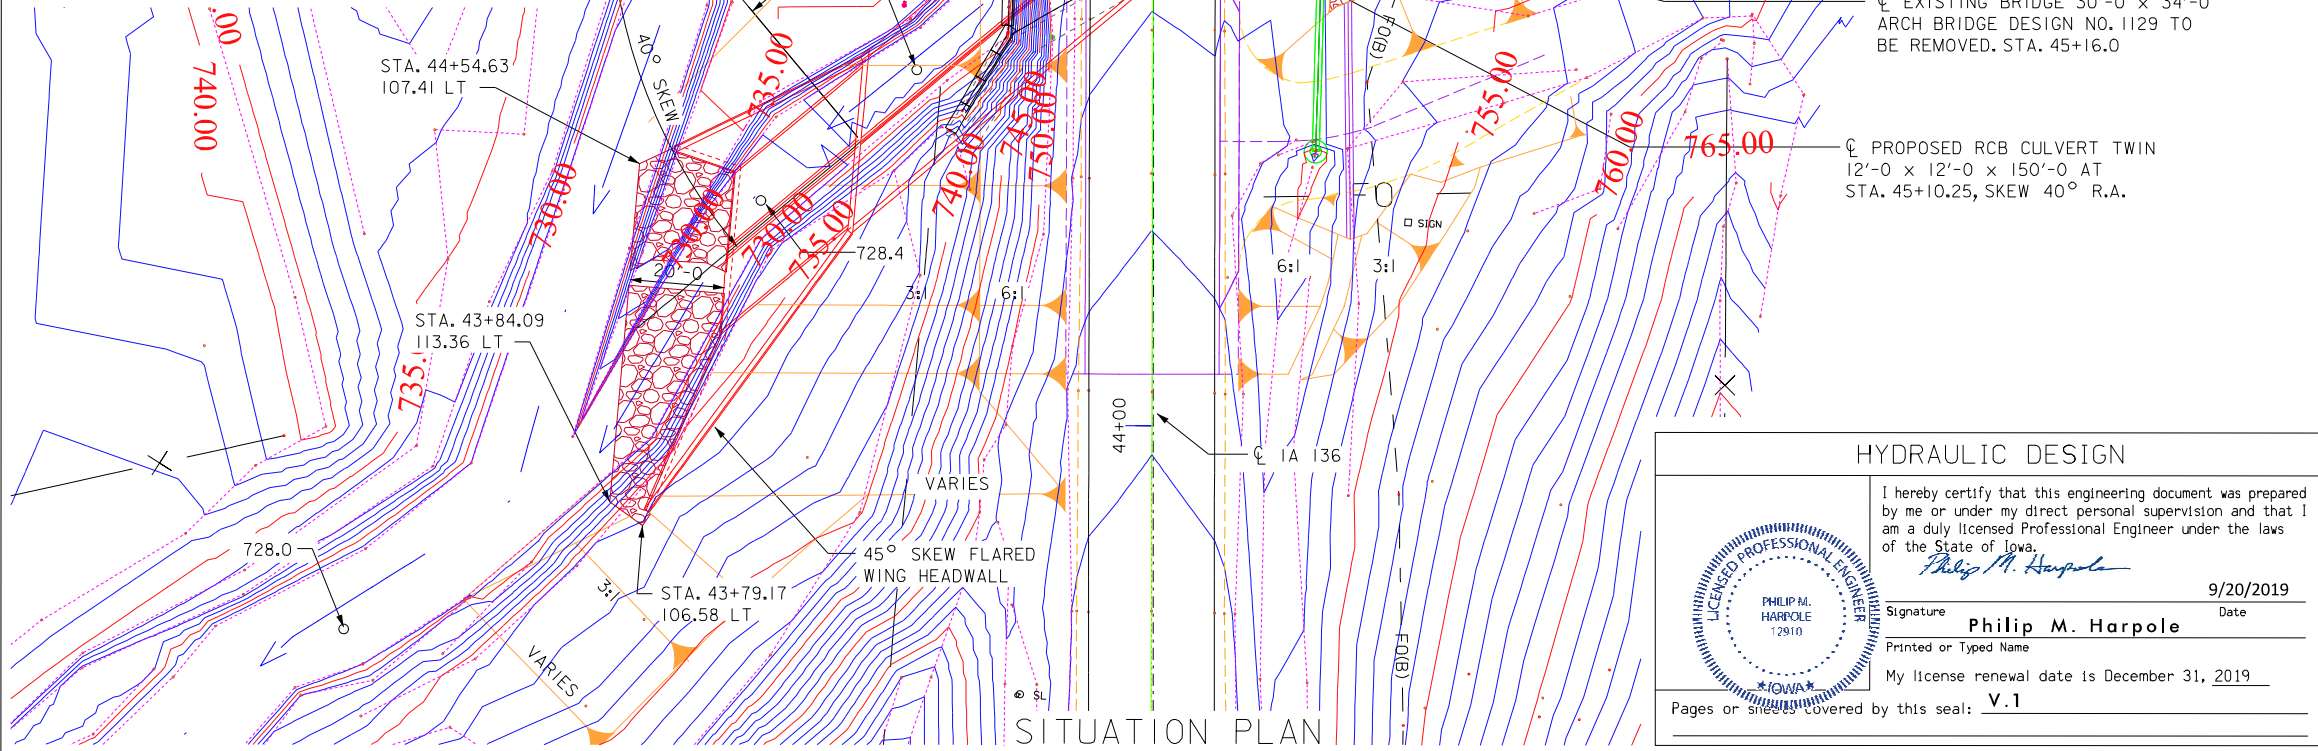 ℄ EXISTING BRIDGE 30'-0 x 34'-0
ARCH BRIDGE DESIGN NO. 1129 TO
BE REMOVED. STA. 45+16.0
℄ PROPOSED RCB CULVERT TWIN
12'-0 x 12'-0 x 150'-0 AT
STA. 45+10.25, SKEW 40° R.A.
740.00
STA. 44+54.63
107.41 LT
40° SKEW
735.00
730.00
730.00
730.00
735.00
740.00
745.00
750.00
755.00
760.00
765.00
FO(B)
SIGN
728.4
20'-0
3:1
6:1
6:1
3:1
STA. 43+84.09
113.36 LT
735.
44+00
℄ IA 136
VARIES
45° SKEW FLARED
WING HEADWALL
728.0
3:1
STA. 43+79.17
106.58 LT
VARIES
FO(B)
SL
SITUATION PLAN
HYDRAULIC DESIGN
I hereby certify that this engineering document was prepared
by me or under my direct personal supervision and that I
am a duly licensed Professional Engineer under the laws
of the State of Iowa.
Philip M. Harpole
9/20/2019
Signature Date
Philip M. Harpole
Printed or Typed Name
My license renewal date is December 31, 2019
Pages or sheets covered by this seal: V.1
LICENSED PROFESSIONAL ENGINEER
PHILIP M.
HARPOLE
12910
★IOWA★